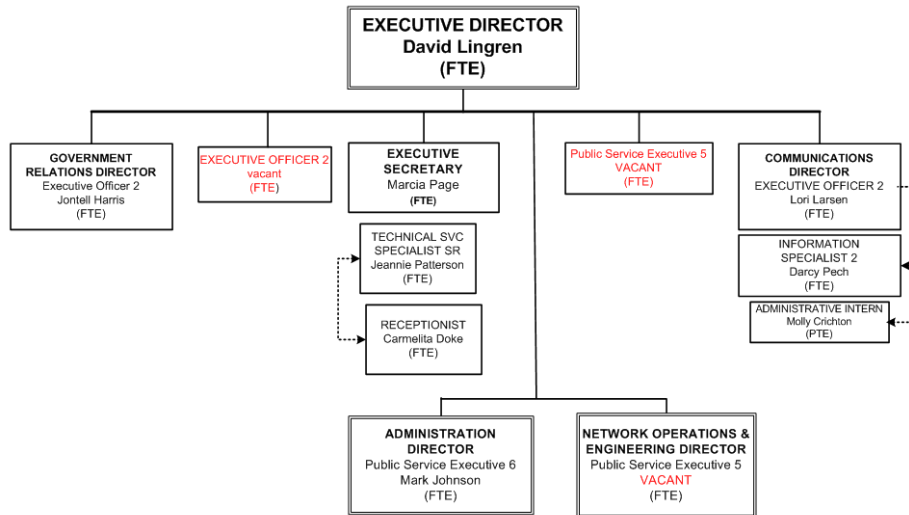 EXECUTIVE DIRECTOR
David Lingren
(FTE)
GOVERNMENT
RELATIONS DIRECTOR
Executive Officer 2
Jontell Harris
(FTE)
EXECUTIVE OFFICER 2
vacant
(FTE)
EXECUTIVE
SECRETARY
Marcia Page
(FTE)
Public Service Executive 5
VACANT
(FTE)
COMMUNICATIONS
DIRECTOR
EXECUTIVE OFFICER 2
Lori Larsen
(FTE)
TECHNICAL SVC
SPECIALIST SR
Jeannie Patterson
(FTE)
RECEPTIONIST
Carmelita Doke
(FTE)
INFORMATION
SPECIALIST 2
Darcy Pech
(FTE)
ADMINISTRATIVE INTERN
Molly Crichton
(PTE)
ADMINISTRATION
DIRECTOR
Public Service Executive 6
Mark Johnson
(FTE)
NETWORK OPERATIONS &
ENGINEERING DIRECTOR
Public Service Executive 5
VACANT
(FTE)